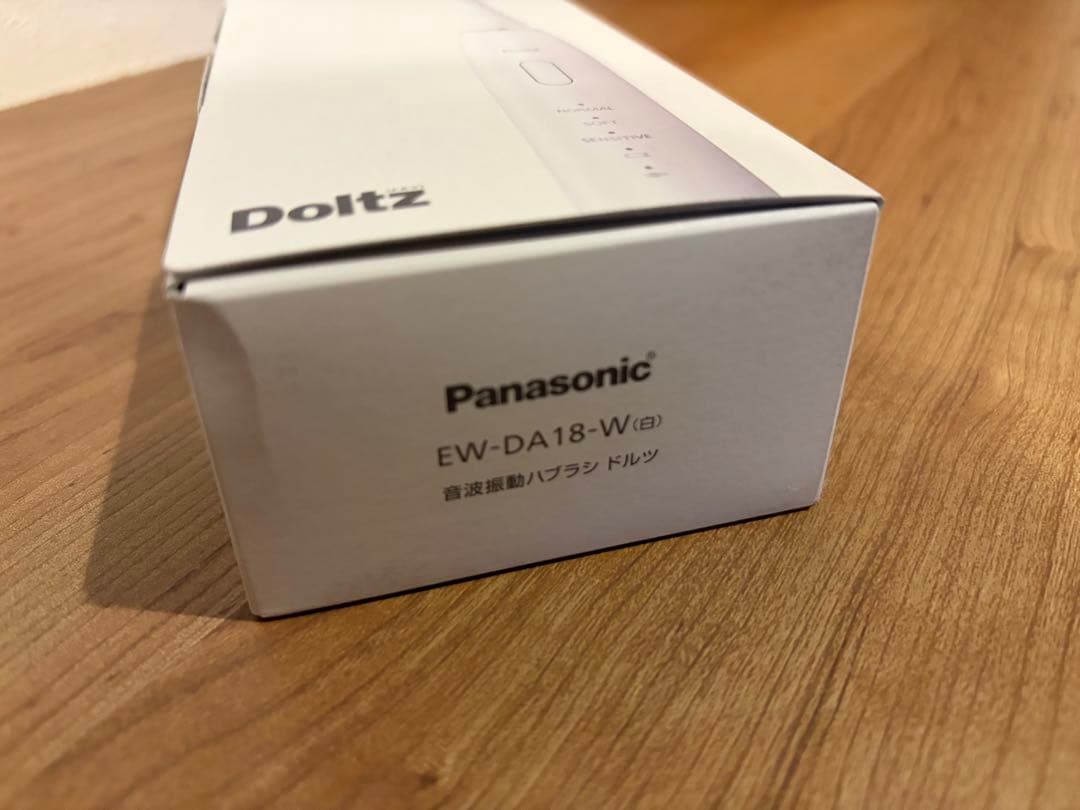 NORMAL
SOFT
SENSITIVE
Doltz
Panasonic®
EW-DA18-W(白)
音波振動ハブラシ ドルツ